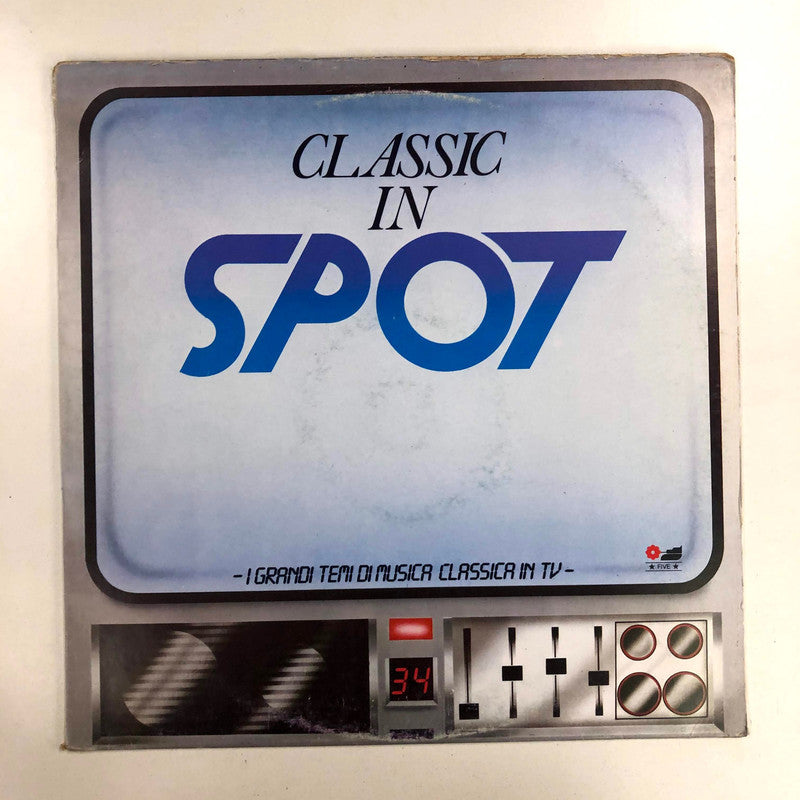 CLASSIC
IN
SPOT
- I GRANDI TEMI DI MUSICA CLASSICA IN TV -
★ FIVE ★
34